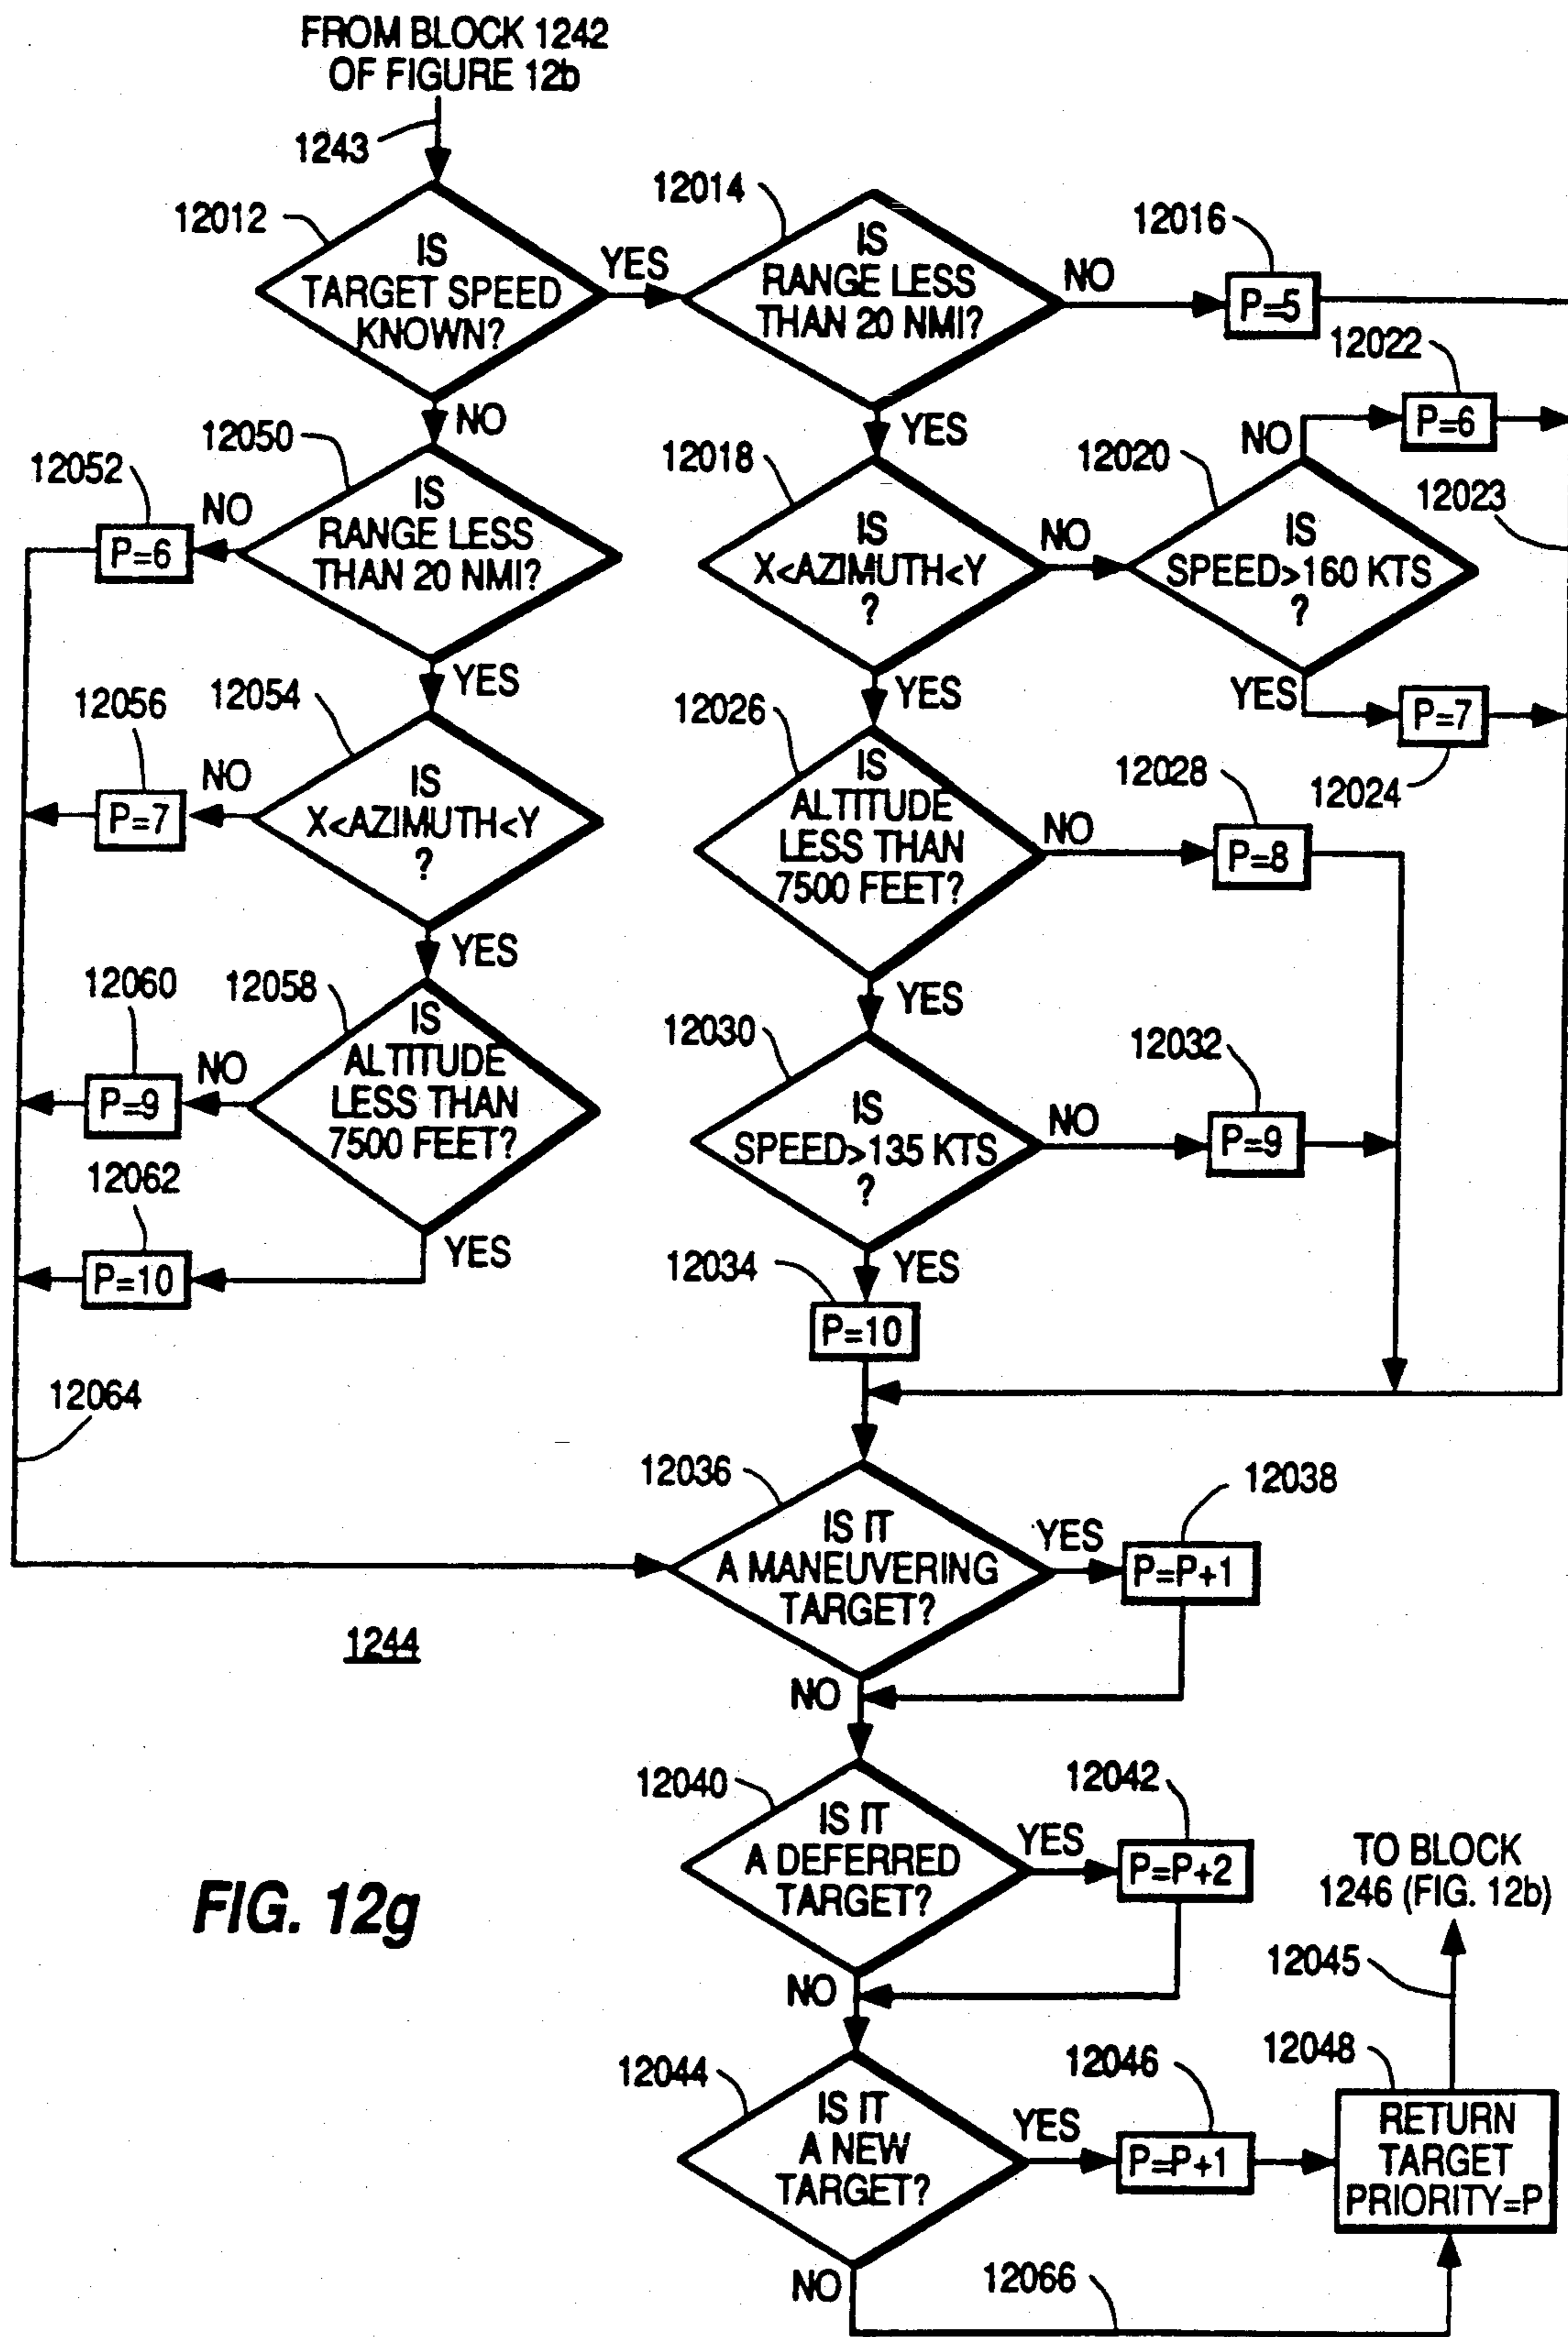 FROM BLOCK 1242
OF FIGURE 12b
1243
12012
IS
TARGET SPEED
KNOWN?
YES
NO
12014
IS
RANGE LESS
THAN 20 NMI?
NO
YES
12016
P=5
12022
P=6
12023
12018
IS
X<AZIMUTH<Y
?
NO
YES
12020
IS
SPEED>160 KTS
?
NO
YES
P=7
12024
12050
IS
RANGE LESS
THAN 20 NMI?
NO
YES
12052
P=6
12054
IS
X<AZIMUTH<Y
?
NO
YES
12056
P=7
12026
IS
ALTITUDE
LESS THAN
7500 FEET?
NO
YES
12028
P=8
12058
IS
ALTITUDE
LESS THAN
7500 FEET?
NO
YES
12060
P=9
12062
P=10
12030
IS
SPEED>135 KTS
?
NO
YES
12032
P=9
12034
P=10
12064
12036
IS IT
A MANEUVERING
TARGET?
YES
NO
12038
P=P+1
1244
12040
IS IT
A DEFERRED
TARGET?
YES
NO
12042
P=P+2
TO BLOCK
1246 (FIG. 12b)
12045
FIG. 12g
12044
IS IT
A NEW
TARGET?
YES
NO
12046
P=P+1
12048
RETURN
TARGET
PRIORITY=P
12066